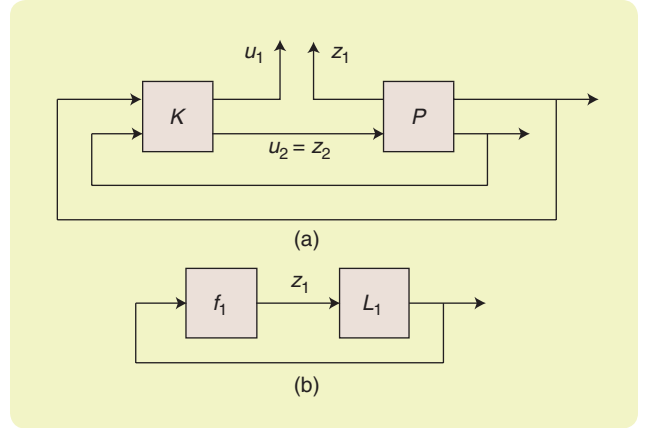 u₁ z₁
K P
u₂ = z₂
(a)
z₁
f₁ L₁
(b)